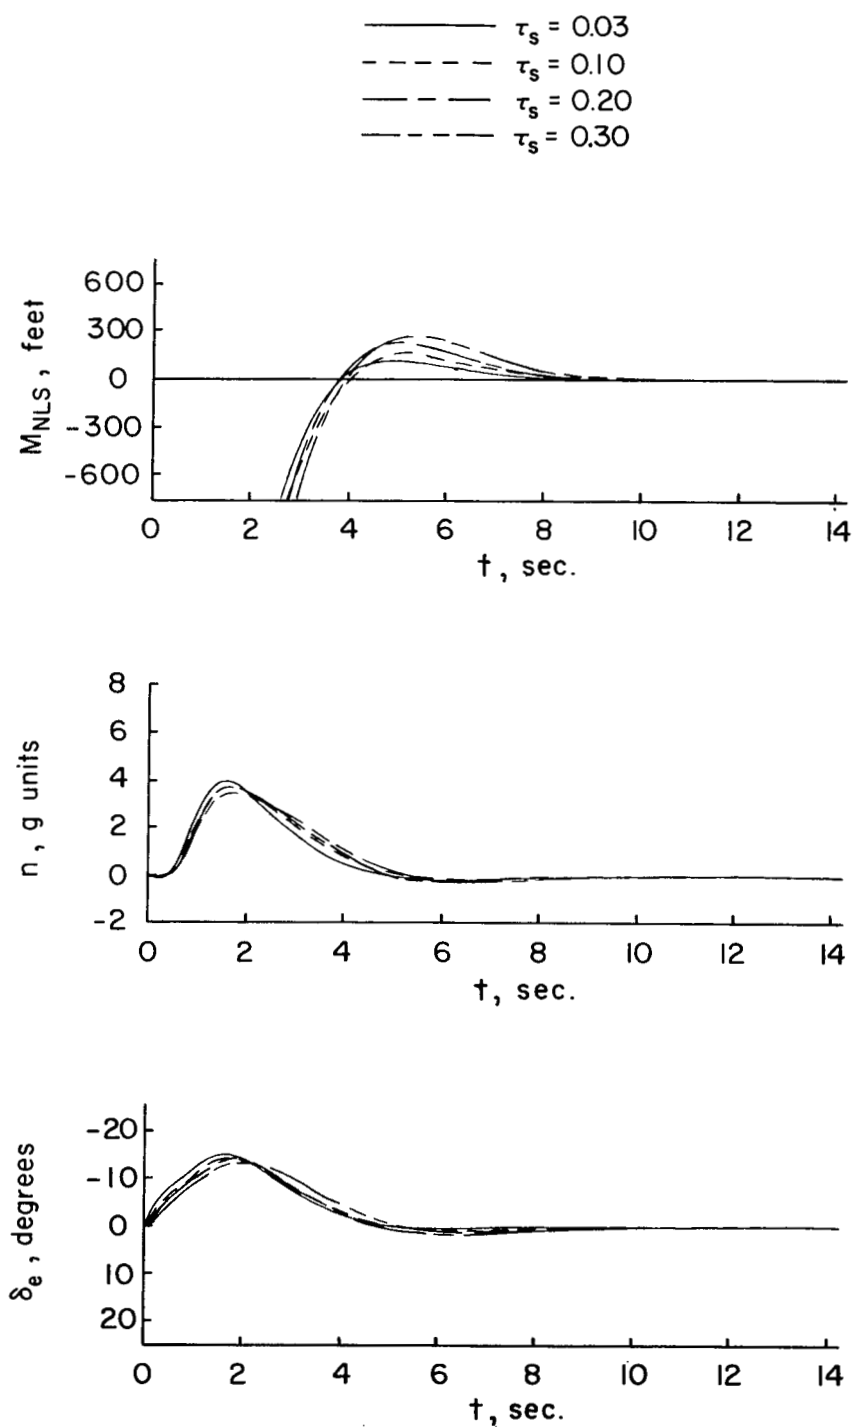 τs = 0.03
τs = 0.10
τs = 0.20
τs = 0.30
600
300
0
-300
-600
MNLS , feet
0 2 4 6 8 10 12 14
t , sec.
8
6
4
2
0
-2
n , g units
0 2 4 6 8 10 12 14
t , sec.
-20
-10
0
10
20
δe , degrees
0 2 4 6 8 10 12 14
t , sec.